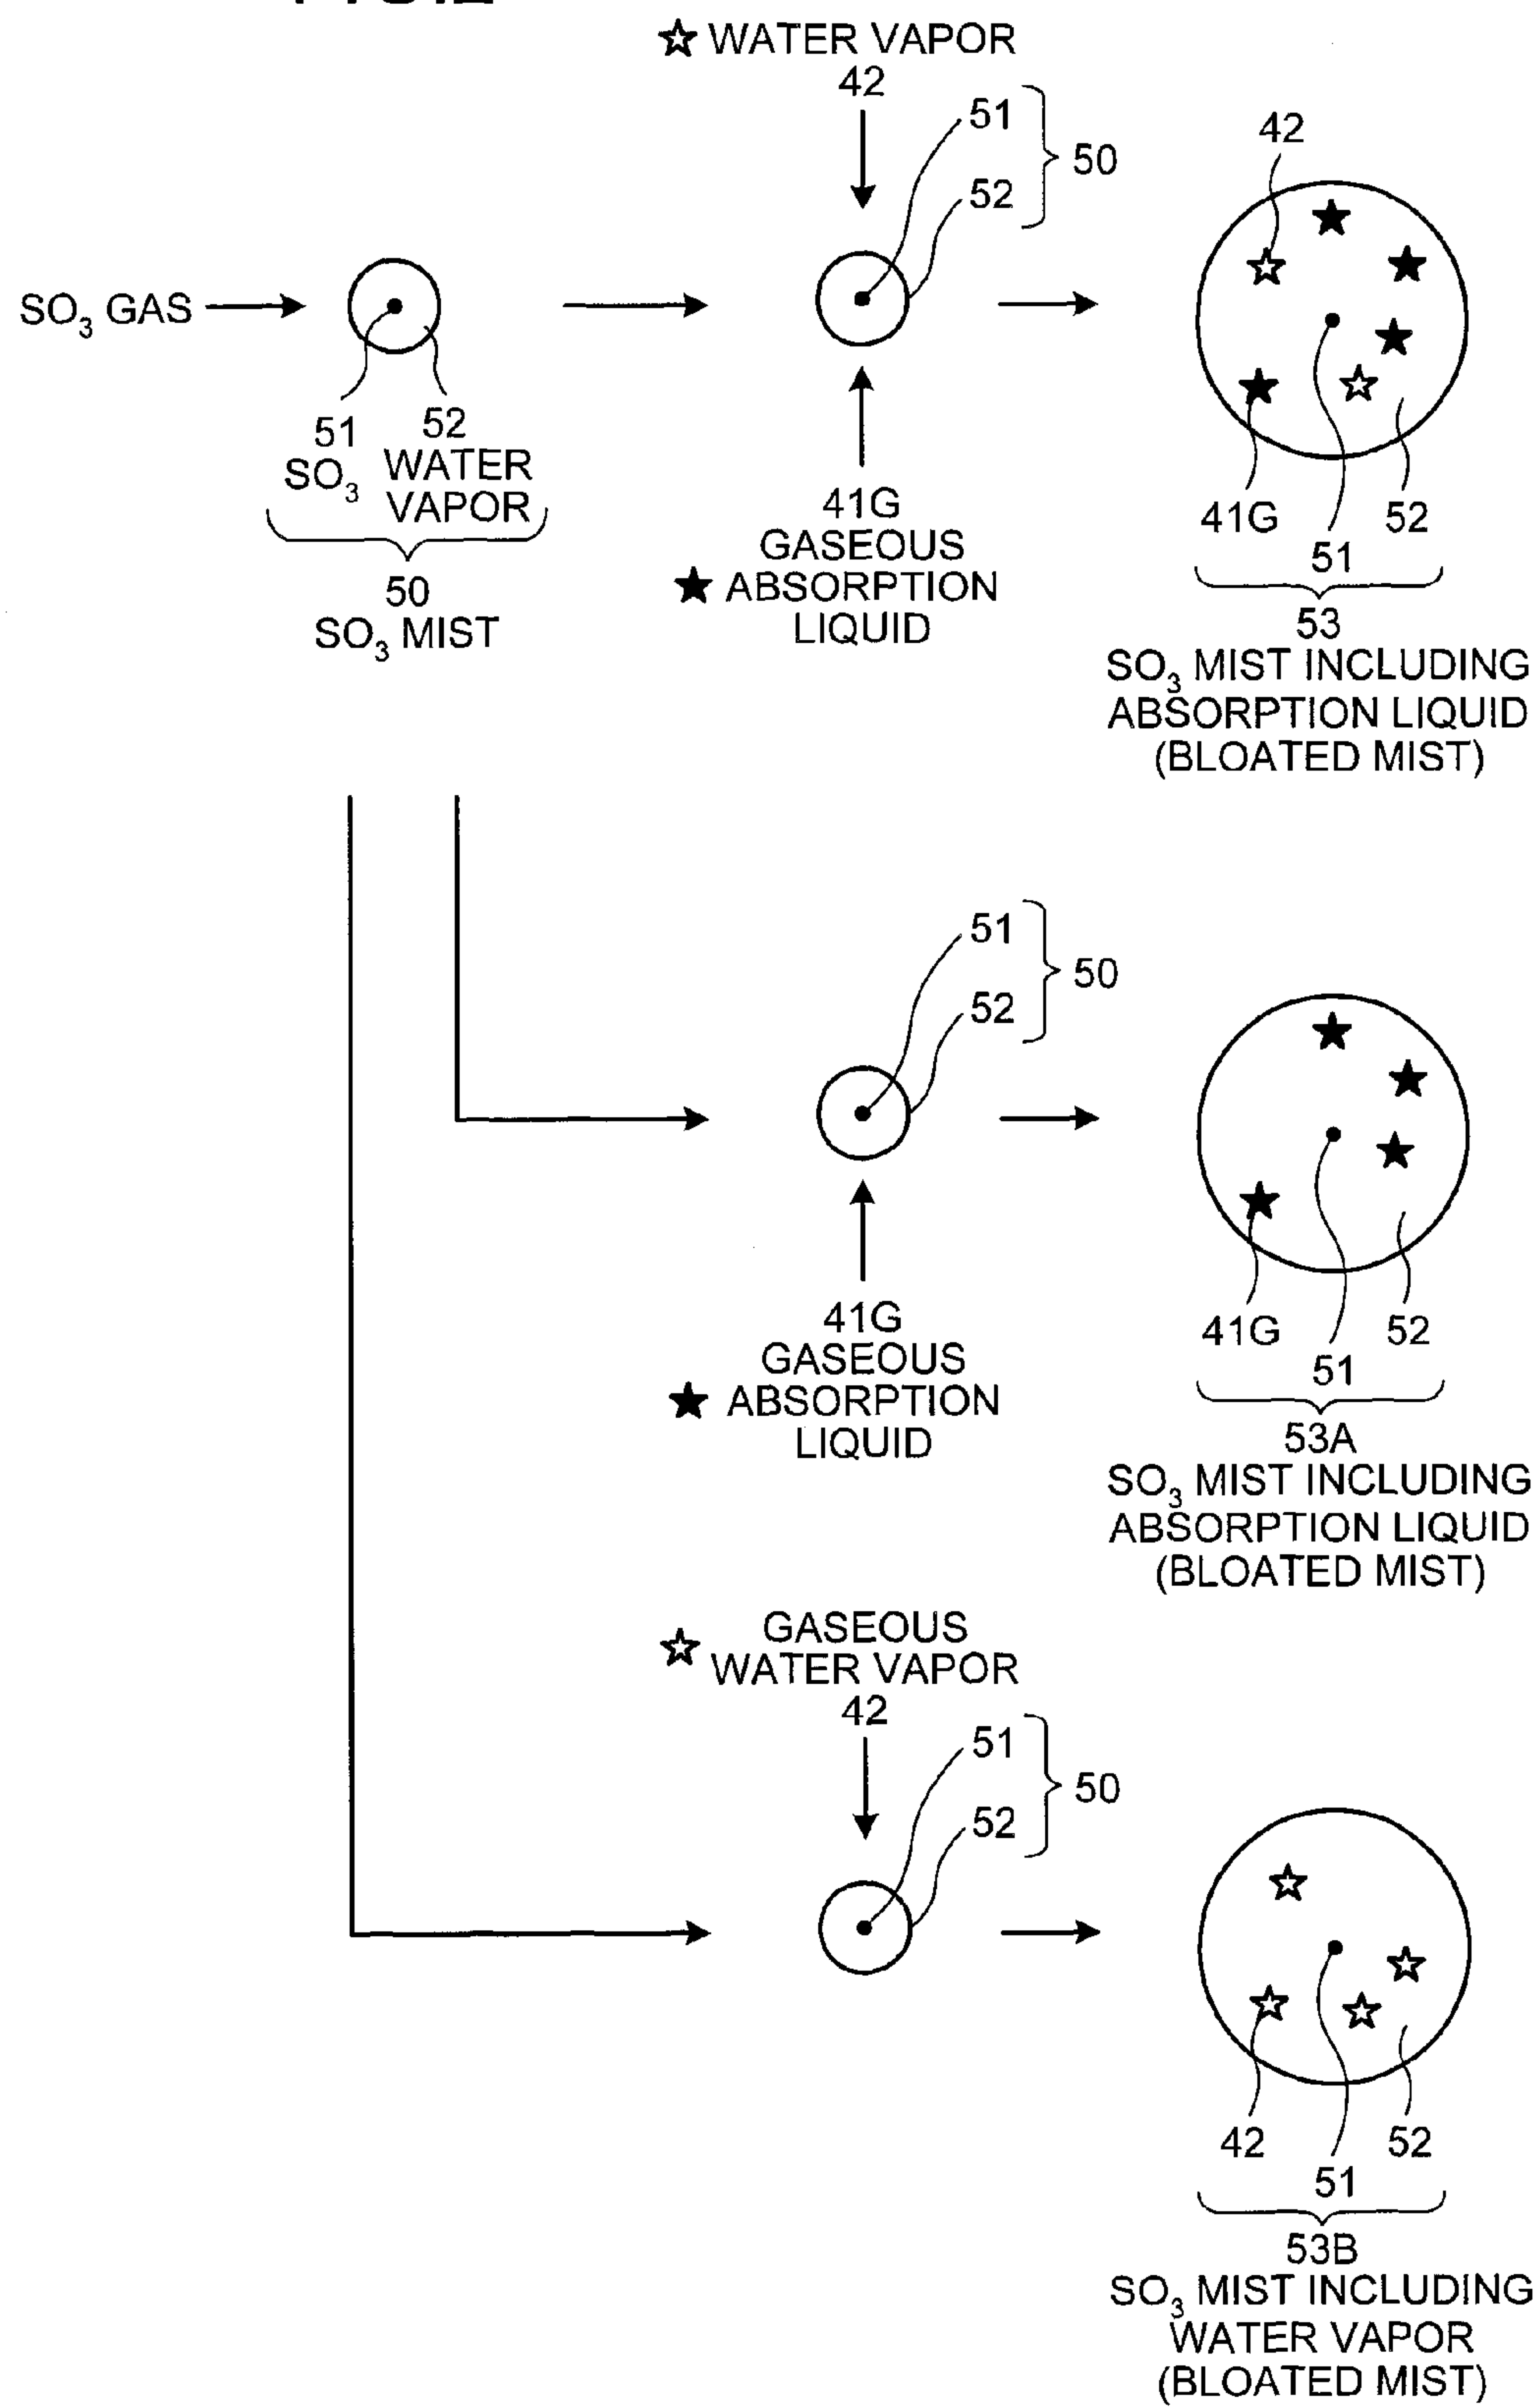 ☆ WATER VAPOR
42
51
52
50
42
SO₃ GAS
51
SO₃
52
WATER
VAPOR
50
SO₃ MIST
41G
GASEOUS
★ ABSORPTION
LIQUID
41G
51
52
53
SO₃ MIST INCLUDING
ABSORPTION LIQUID
(BLOATED MIST)
51
52
50
41G
GASEOUS
★ ABSORPTION
LIQUID
41G
51
52
53A
SO₃ MIST INCLUDING
ABSORPTION LIQUID
(BLOATED MIST)
☆ GASEOUS
WATER VAPOR
42
51
52
50
42
51
52
53B
SO₃ MIST INCLUDING
WATER VAPOR
(BLOATED MIST)